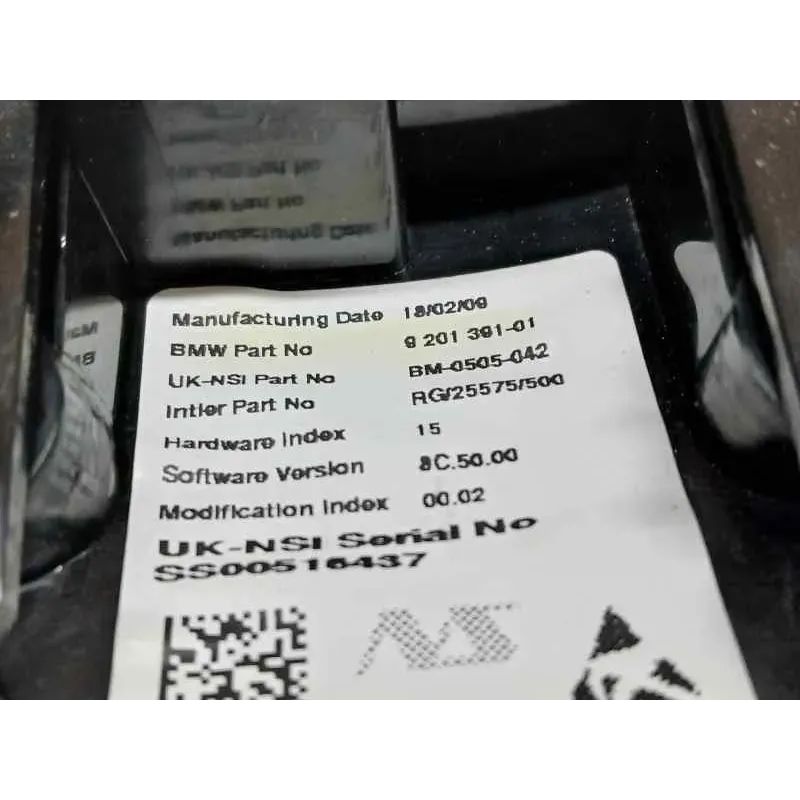 Manufacturing Date 18/02/09
BMW Part No 9 201 391-01
UK-NSI Part No BM-0505-042
Intier Part No RG/25575/500
Hardware Index 15
Software Version 8C.50.00
Modification Index 00.02
UK-NSI Serial No
SS00516437
NS